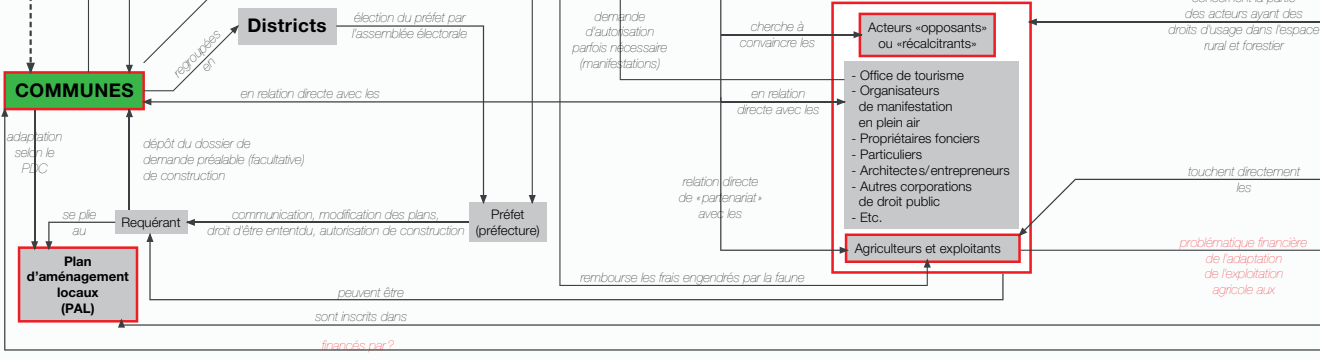 concernent la partie
des acteurs ayant des
droits d'usage dans l'espace
rural et forestier
Districts
élection du préfet par
l'assemblée électorale
demande
d'autorisation
parfois nécessaire
(manifestations)
cherche à
convaincre les
Acteurs «opposants»
ou «récalcitrants»
regroupées
en
COMMUNES
en relation directe avec les
en relation
directe avec les
- Office de tourisme
- Organisateurs
de manifestation
en plein air
- Propriétaires fonciers
- Particuliers
- Architectes/entrepreneurs
- Autres corporations
de droit public
- Etc.
adaptation
selon le
PDC
dépôt du dossier de
demande préalable (facultative)
de construction
relation directe
de «partenariat»
avec les
touchent directement
les
se plie
au
Requérant
communication, modification des plans,
droit d'être ententdu, autorisation de construction
Préfet
(préfecture)
Agriculteurs et exploitants
problématique financière
de l'adaptation
de l'exploitation
agricole aux
Plan
d'aménagement
locaux
(PAL)
rembourse les frais engendrés par la faune
peuvent être
sont inscrits dans
financés par?